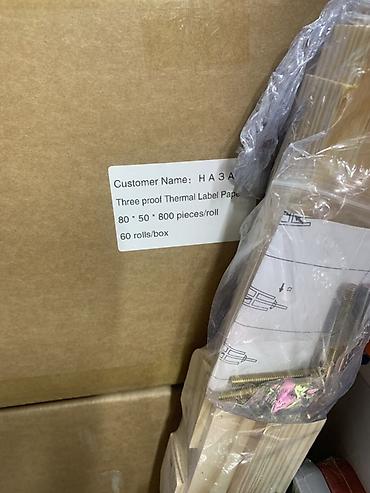 Customer Name: H A 3 A
Three proof Thermal Label Pape
80 * 50 * 800 pieces/roll
60 rolls/box